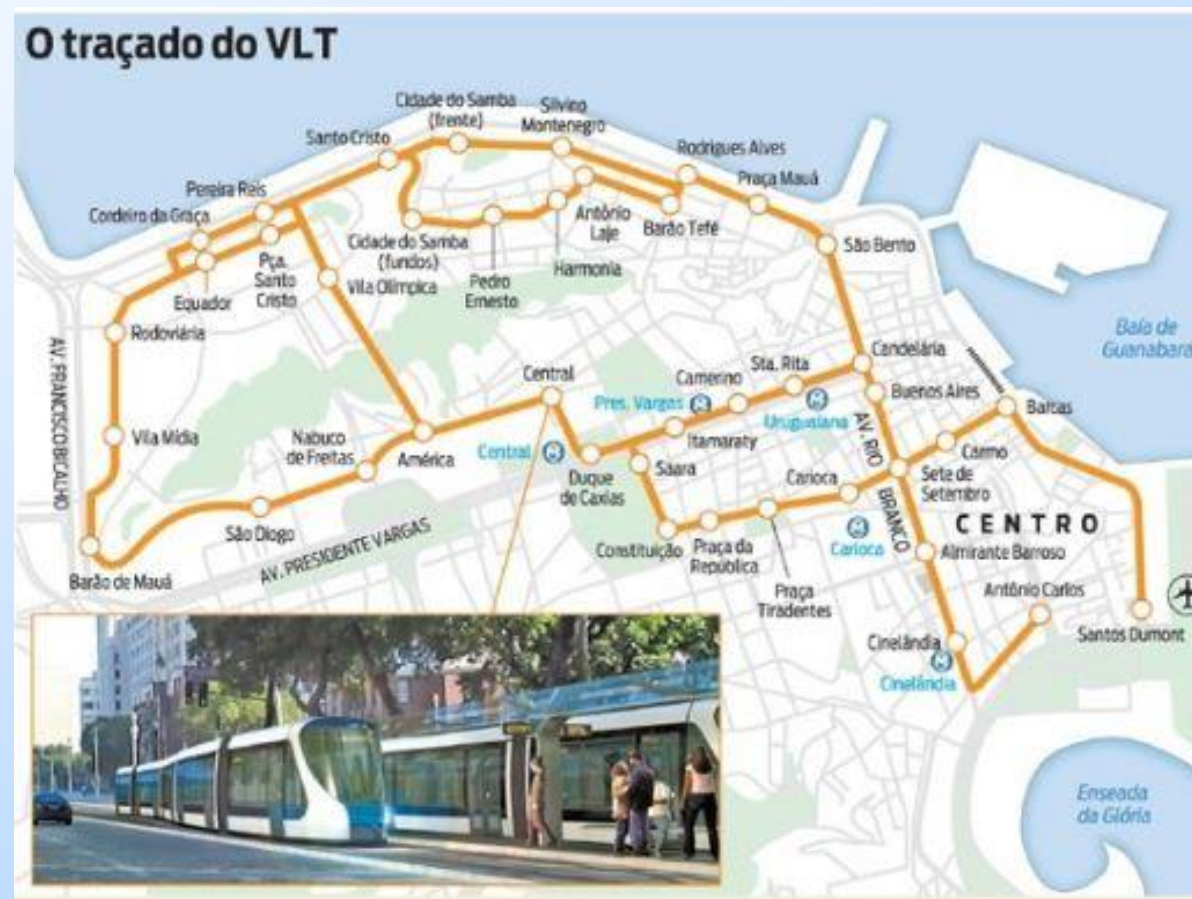 O traçado do VLT
Cidade do Samba
(frente)
Silvino
Montenegro
Santo Cristo
Rodrigues Alves
Pereira Reis
Praça Mauá
Cordeiro da Graça
Antônio
Laje
Barão Tefé
São Bento
Cidade do Samba
(fundos)
Pça.
Santo
Cristo
Pedro
Ernesto
Harmonia
Vila Olímpica
Equador
Rodoviária
Baía de
Guanabara
AV. FRANCISCO BICALHO
Central
Sta. Rita
Candelária
Camerino
Buenos Aires
Pres. Vargas
Uruguaiana
Barcas
Vila Mídia
Nabuco
de Freitas
América
Central
Itamaraty
AV. RIO
BRANCO
Carmo
Duque
de Caxias
Saara
Carioca
Sete de
Setembro
São Diogo
CENTRO
AV. PRESIDENTE VARGAS
Constituição
Praça da
República
Carioca
Almirante Barroso
Barão de Mauá
Praça
Tiradentes
Antônio Carlos
Cinelândia
Santos Dumont
Cinelândia
Enseada
da Glória